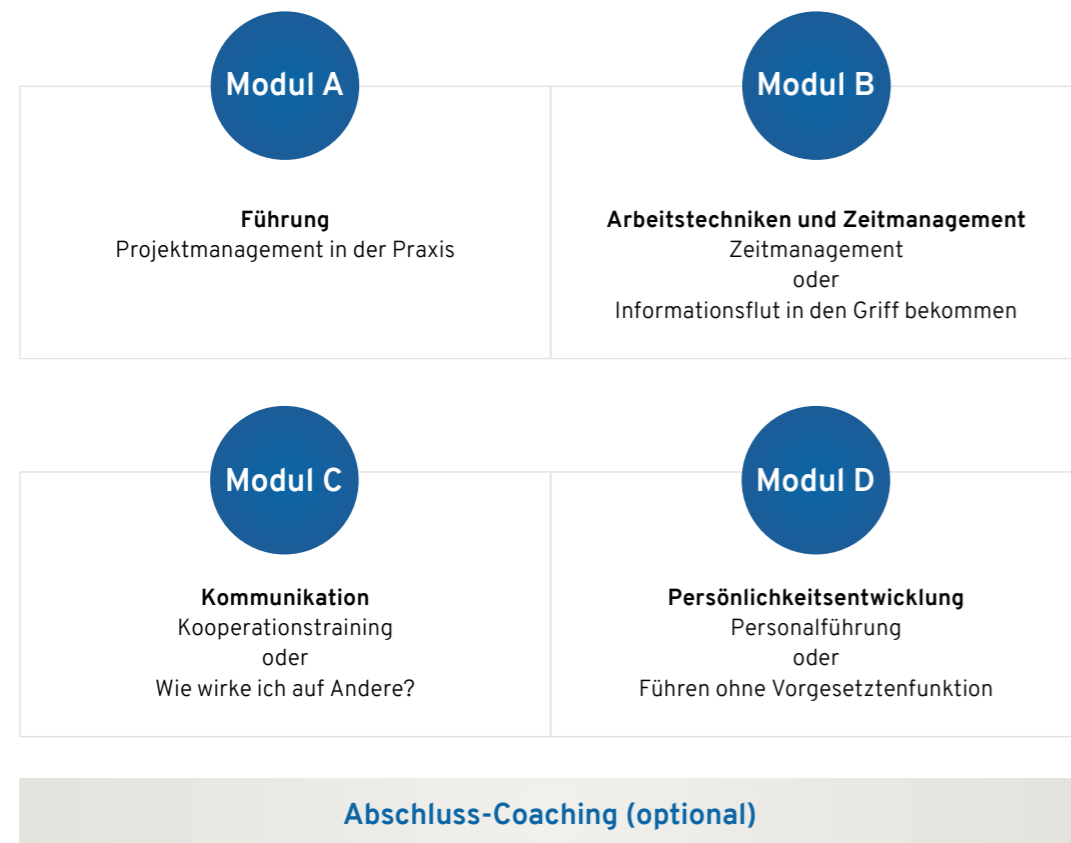 Modul A
Führung
Projektmanagement in der Praxis
Modul B
Arbeitstechniken und Zeitmanagement
Zeitmanagement
oder
Informationsflut in den Griff bekommen
Modul C
Kommunikation
Kooperationstraining
oder
Wie wirke ich auf Andere?
Modul D
Persönlichkeitsentwicklung
Personalführung
oder
Führen ohne Vorgesetztenfunktion
Abschluss-Coaching (optional)